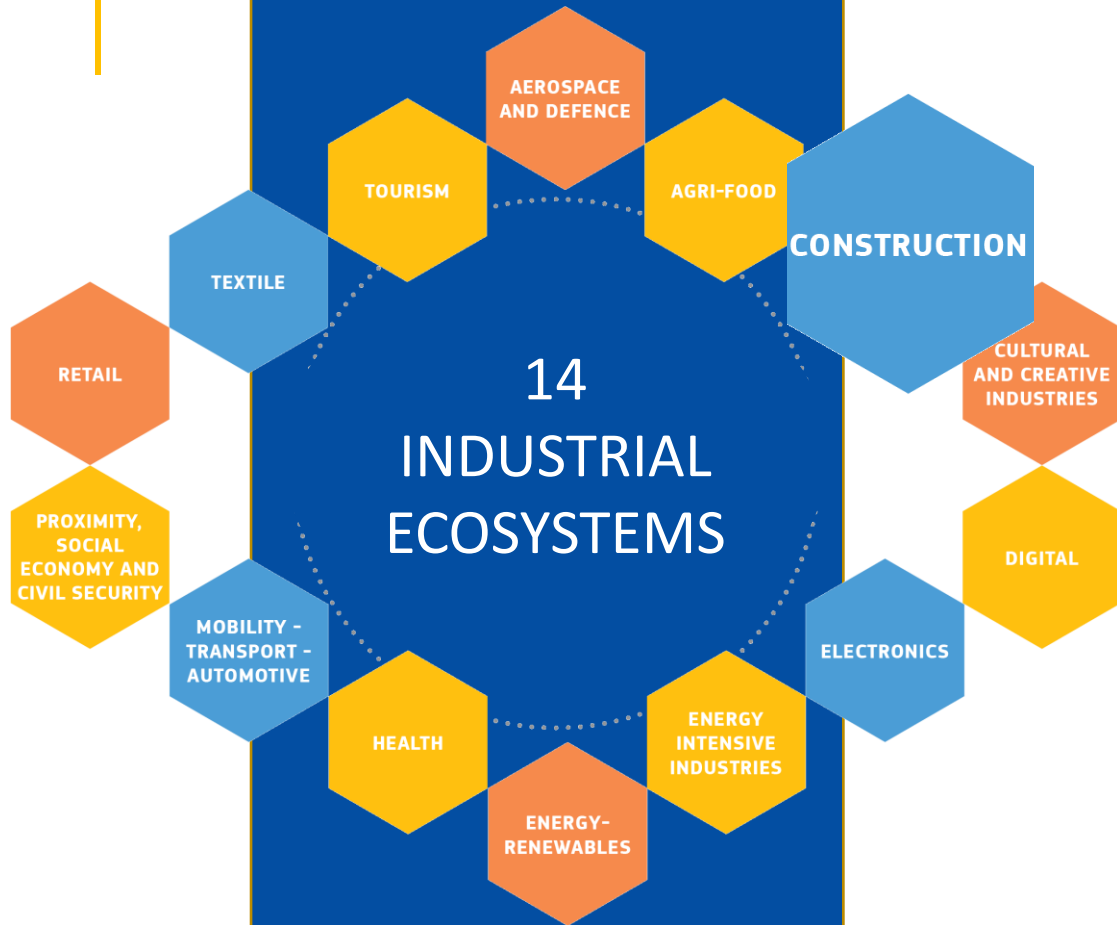 AEROSPACE
AND DEFENCE
TOURISM
AGRI-FOOD
CONSTRUCTION
TEXTILE
RETAIL
CULTURAL
AND CREATIVE
INDUSTRIES
14
INDUSTRIAL
ECOSYSTEMS
PROXIMITY,
SOCIAL
ECONOMY AND
CIVIL SECURITY
DIGITAL
MOBILITY -
TRANSPORT -
AUTOMOTIVE
ELECTRONICS
HEALTH
ENERGY
INTENSIVE
INDUSTRIES
ENERGY-
RENEWABLES